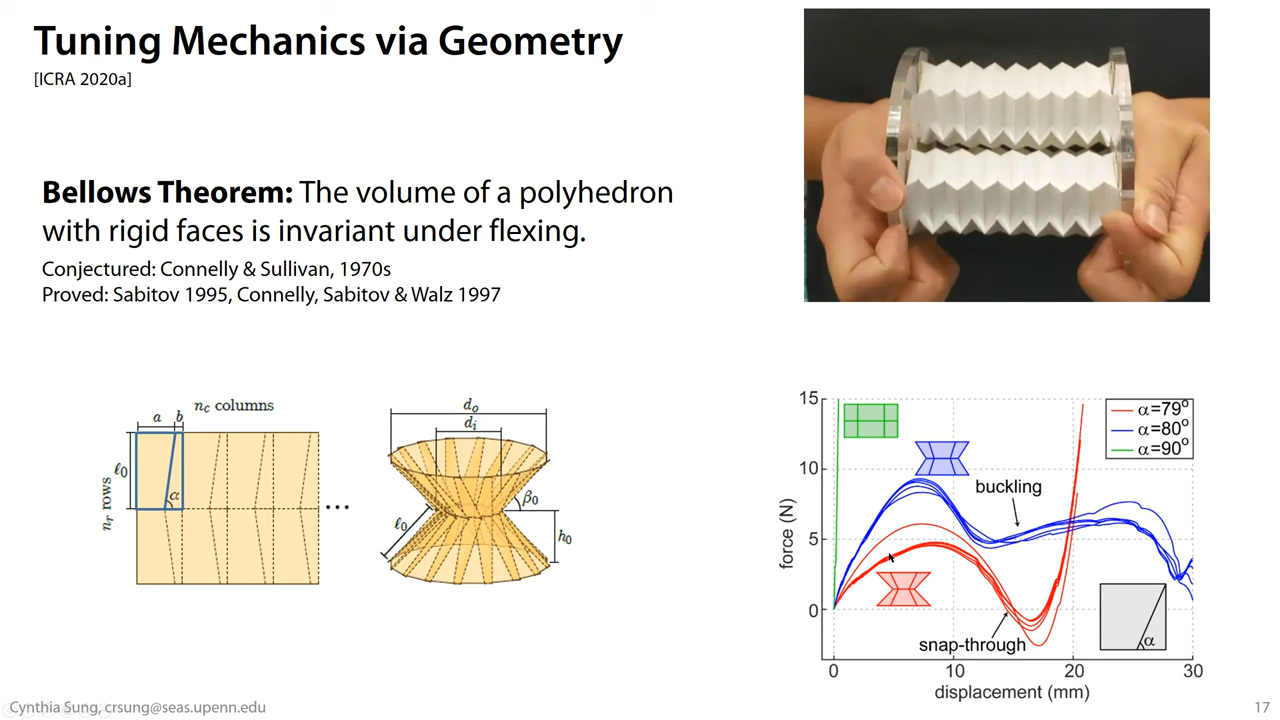 Tuning Mechanics via Geometry
[ICRA 2020a]
Bellows Theorem: The volume of a polyhedron
with rigid faces is invariant under flexing.
Conjectured: Connelly & Sullivan, 1970s
Proved: Sabitov 1995, Connelly, Sabitov & Walz 1997
n_c columns
a b
ℓ0
α
n_r rows
...
d_o
d_i
β0
ℓ0
h0
15
10
5
0
force (N)
α=79°
α=80°
α=90°
buckling
snap-through
α
0 10 20 30
displacement (mm)
Cynthia Sung, crsung@seas.upenn.edu
17